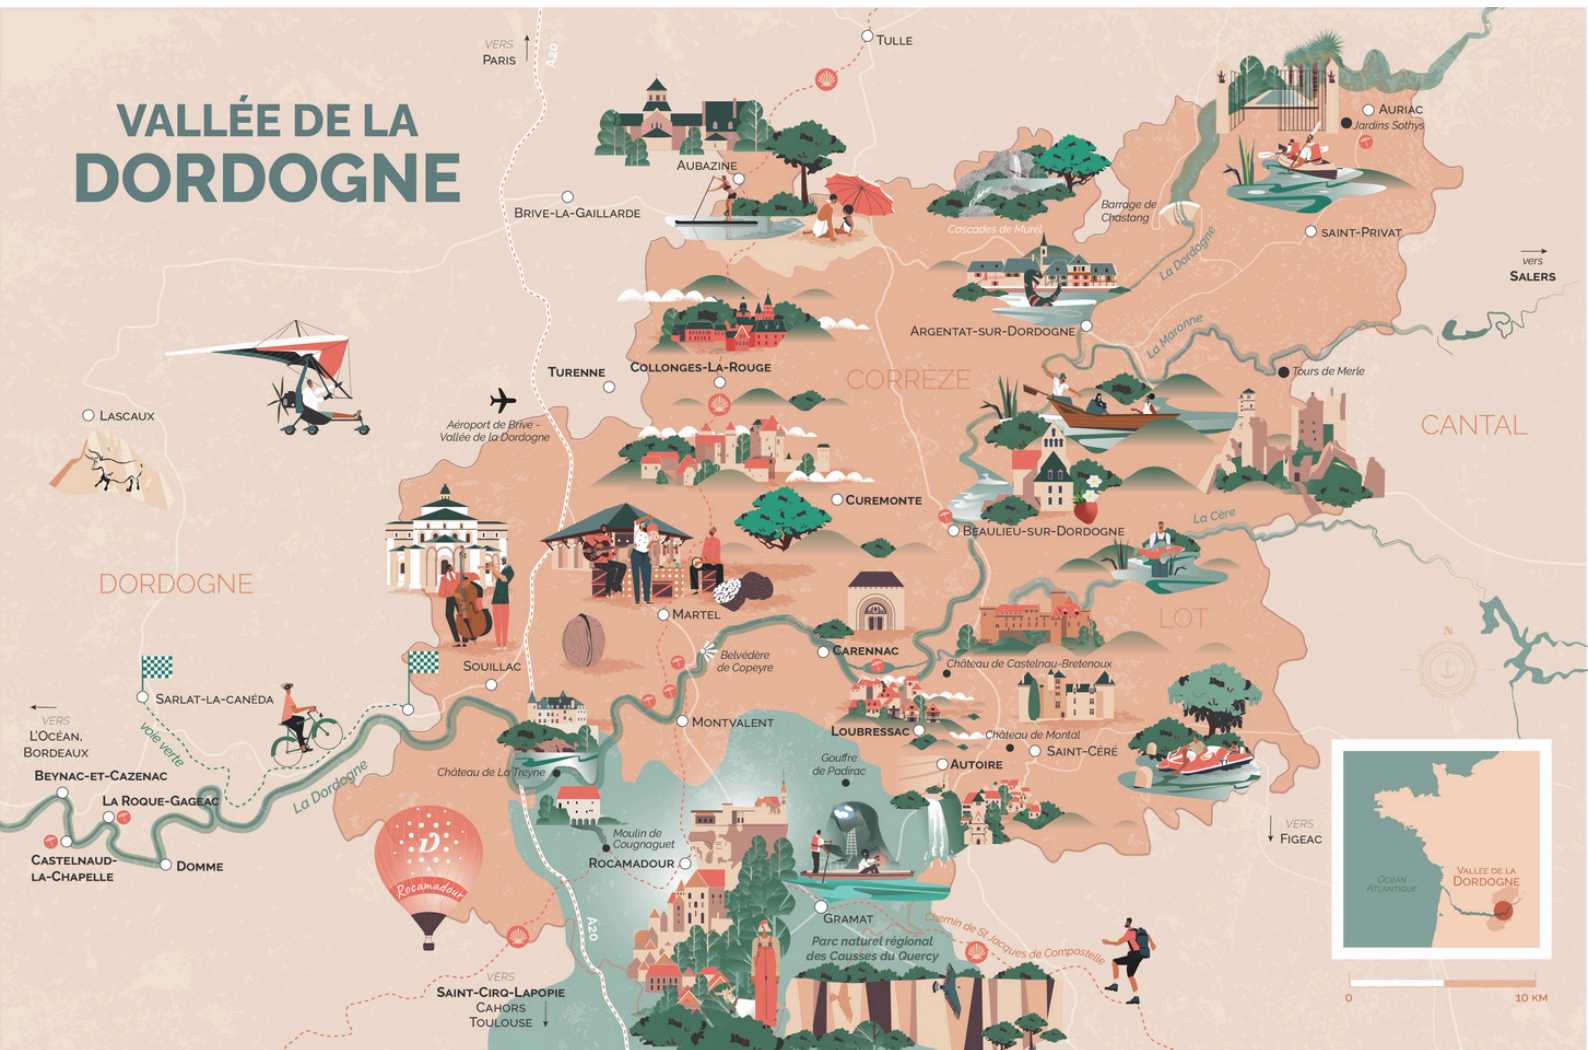 VALLÉE DE LA
DORDOGNE
VERS
PARIS
A20
TULLE
AUBAZINE
BRIVE-LA-GAILLARDE
Cascades de Murel
Barrage de
Chastang
AURIAC
Jardins Sothys
SAINT-PRIVAT
La Dordogne
vers
SALERS
ARGENTAT-SUR-DORDOGNE
La Maronne
Tours de Merle
TURENNE
COLLONGES-LA-ROUGE
CORRÈZE
CANTAL
Aéroport de Brive -
Vallée de la Dordogne
LASCAUX
CUREMONTE
BEAULIEU-SUR-DORDOGNE
La Cère
DORDOGNE
MARTEL
LOT
N
SOUILLAC
Belvédère
de Copeyre
CARENNAC
Château de Castelnau-Bretenoux
SARLAT-LA-CANÉDA
voie verte
VERS
L'OCÉAN,
BORDEAUX
MONTVALENT
LOUBRESSAC
Château de Montal
SAINT-CÉRÉ
AUTOIRE
BEYNAC-ET-CAZENAC
LA ROQUE-GAGEAC
La Dordogne
Château de La Treyne
Gouffre
de Padirac
CASTELNAUD-
LA-CHAPELLE
DOMME
D
Rocamadour
Moulin de
Cougnaguet
ROCAMADOUR
VERS
FIGEAC
OCÉAN
ATLANTIQUE
VALLÉE DE LA
DORDOGNE
GRAMAT
Chemin de St Jacques de Compostelle
Parc naturel régional
des Causses du Quercy
A20
VERS
SAINT-CIRQ-LAPOPIE
CAHORS
TOULOUSE
0
10 KM